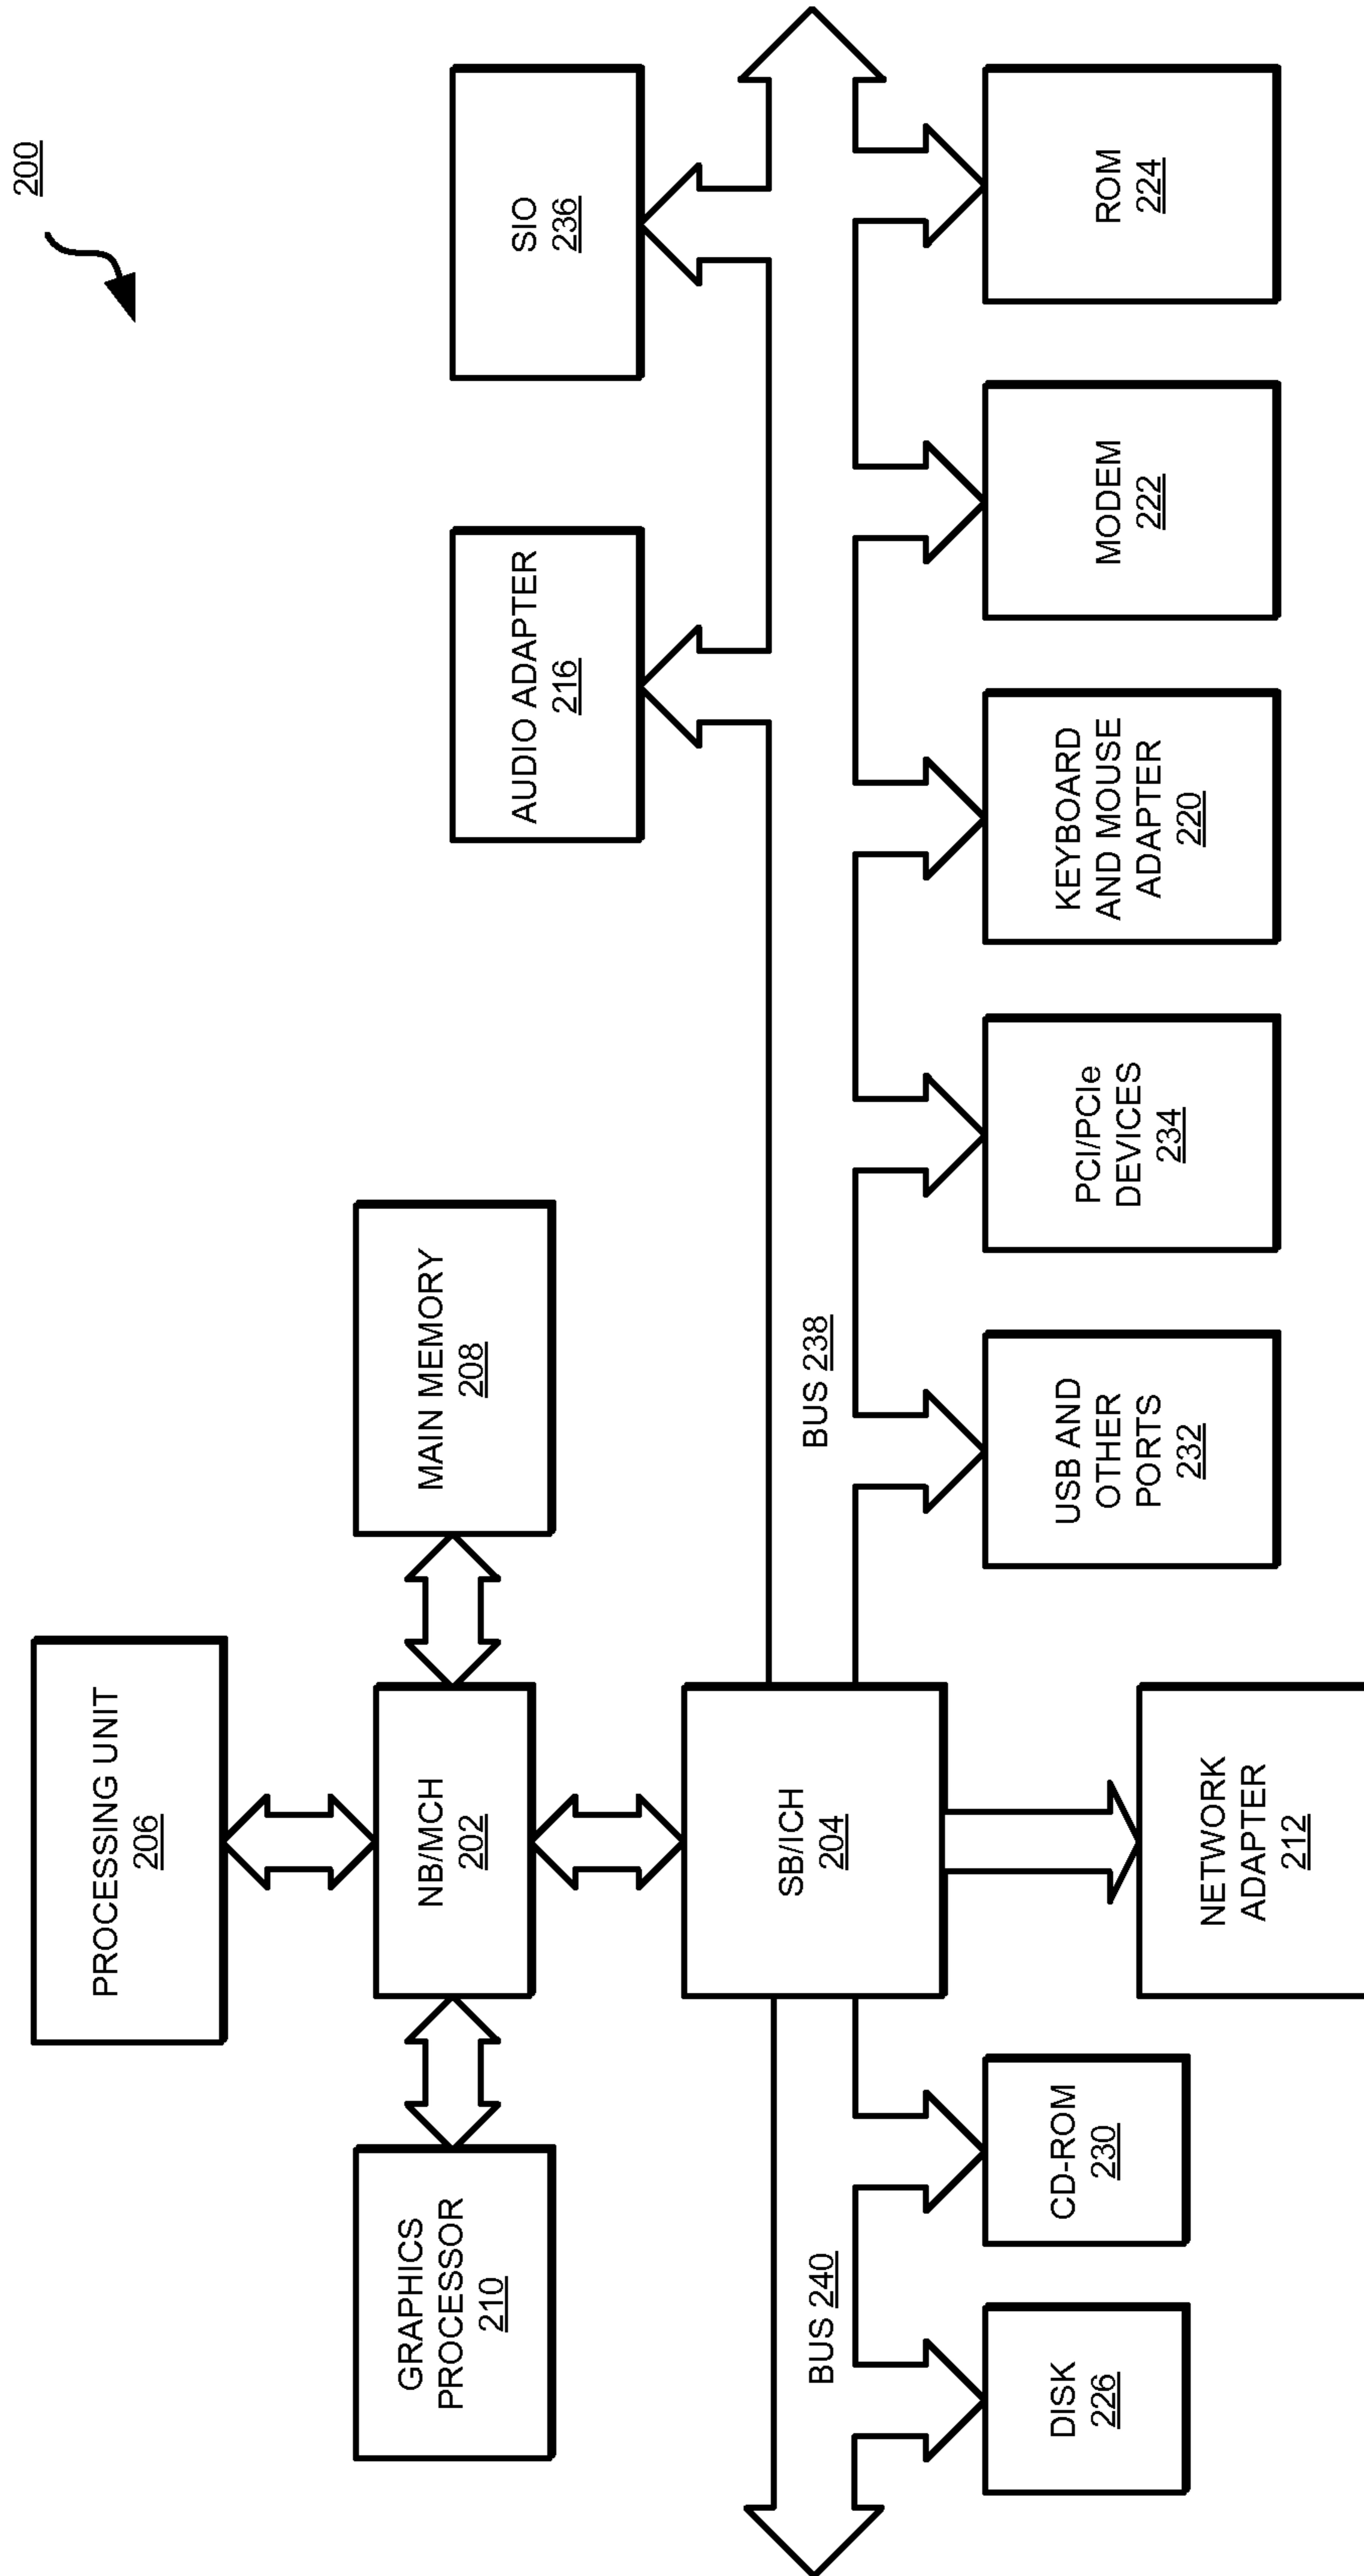 200
PROCESSING UNIT
206
GRAPHICS
PROCESSOR
210
NB/MCH
202
MAIN MEMORY
208
AUDIO ADAPTER
216
SIO
236
SB/ICH
204
BUS 240
BUS 238
DISK
226
CD-ROM
230
USB AND
OTHER
PORTS
232
PCI/PCIe
DEVICES
234
KEYBOARD
AND MOUSE
ADAPTER
220
MODEM
222
ROM
224
NETWORK
ADAPTER
212